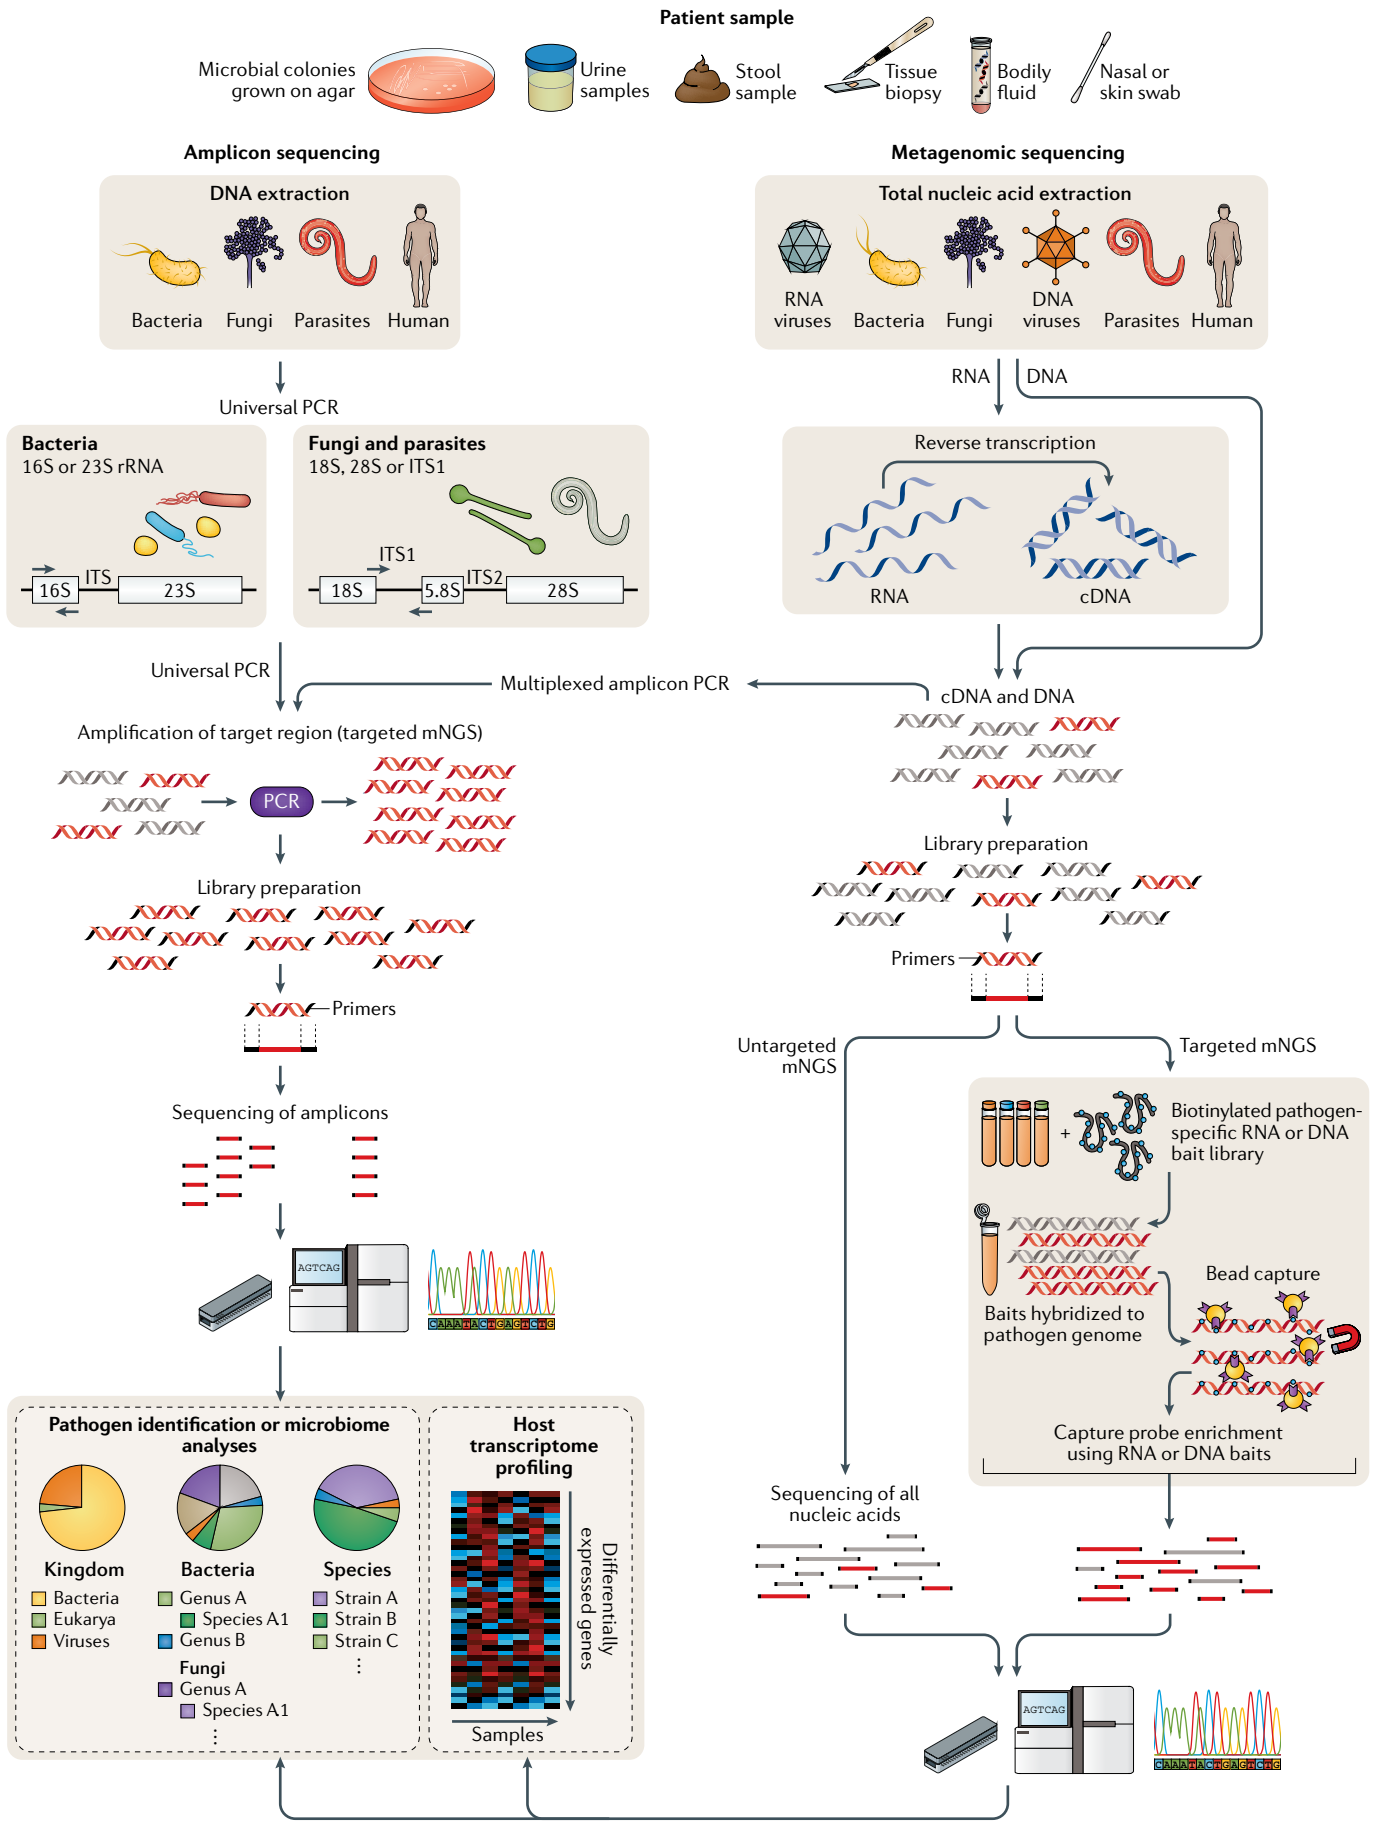 Patient sample
Microbial colonies
grown on agar
Urine
samples
Stool
sample
Tissue
biopsy
Bodily
fluid
Nasal or
skin swab
Amplicon sequencing
DNA extraction
Bacteria
Fungi
Parasites
Human
Universal PCR
Bacteria
16S or 23S rRNA
ITS
16S
23S
Fungi and parasites
18S, 28S or ITS1
ITS1
ITS2
18S
5.8S
28S
Universal PCR
Multiplexed amplicon PCR
Amplification of target region (targeted mNGS)
PCR
Library preparation
Primers
Sequencing of amplicons
AGTCAG
CAAATACTGAGTCTG
Metagenomic sequencing
Total nucleic acid extraction
RNA
viruses
Bacteria
Fungi
DNA
viruses
Parasites
Human
RNA
DNA
Reverse transcription
RNA
cDNA
cDNA and DNA
Library preparation
Primers
Untargeted
mNGS
Targeted mNGS
Biotinylated pathogen-
specific RNA or DNA
bait library
+
Baits hybridized to
pathogen genome
Bead capture
Capture probe enrichment
using RNA or DNA baits
Sequencing of all
nucleic acids
AGTCAG
CAAATACTGAGTCTG
Pathogen identification or microbiome
analyses
Kingdom
Bacteria
Eukarya
Viruses
Bacteria
Genus A
Species A.1
Genus B
Fungi
Genus A
Species A.1
⋮
Species
Strain A
Strain B
Strain C
⋮
Host
transcriptome
profiling
Differentially
expressed genes
Samples